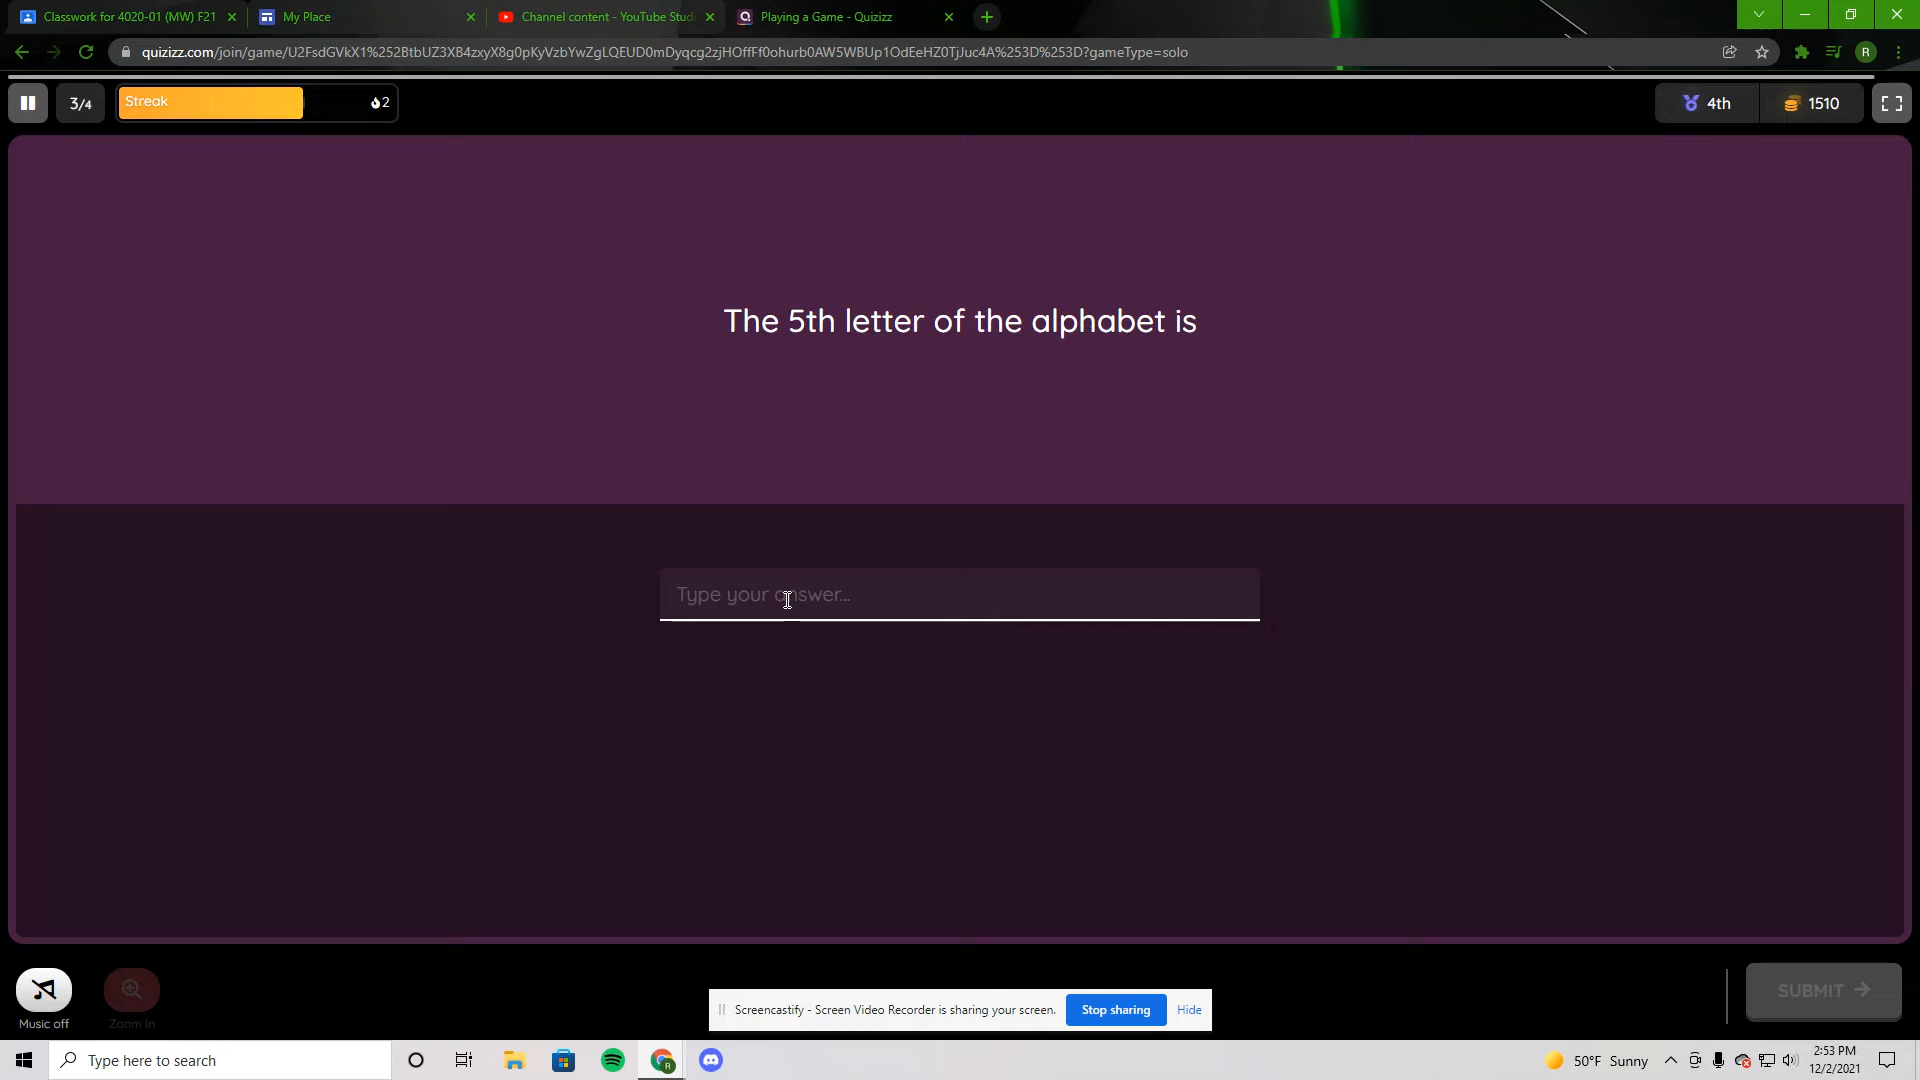 Classwork for 4020-01 (MW) F21
My Place
Channel content - YouTube Studi
Playing a Game - Quizizz
quizizz.com/join/game/U2FsdGVkX1%252BtbUZ3XB4zxyX8g0pKyVzbYwZgLQEUD0mDyqcg2zjHOffFf0ohurb0AW5WBUp1OdEeHZ0TjJuc4A%253D%253D?gameType=solo
R
3/4
Streak
2
4th
1510
The 5th letter of the alphabet is
Type your answer...
Music off
Zoom In
SUBMIT
Screencastify - Screen Video Recorder is sharing your screen.
Stop sharing
Hide
Type here to search
50°F Sunny
2:53 PM
12/2/2021